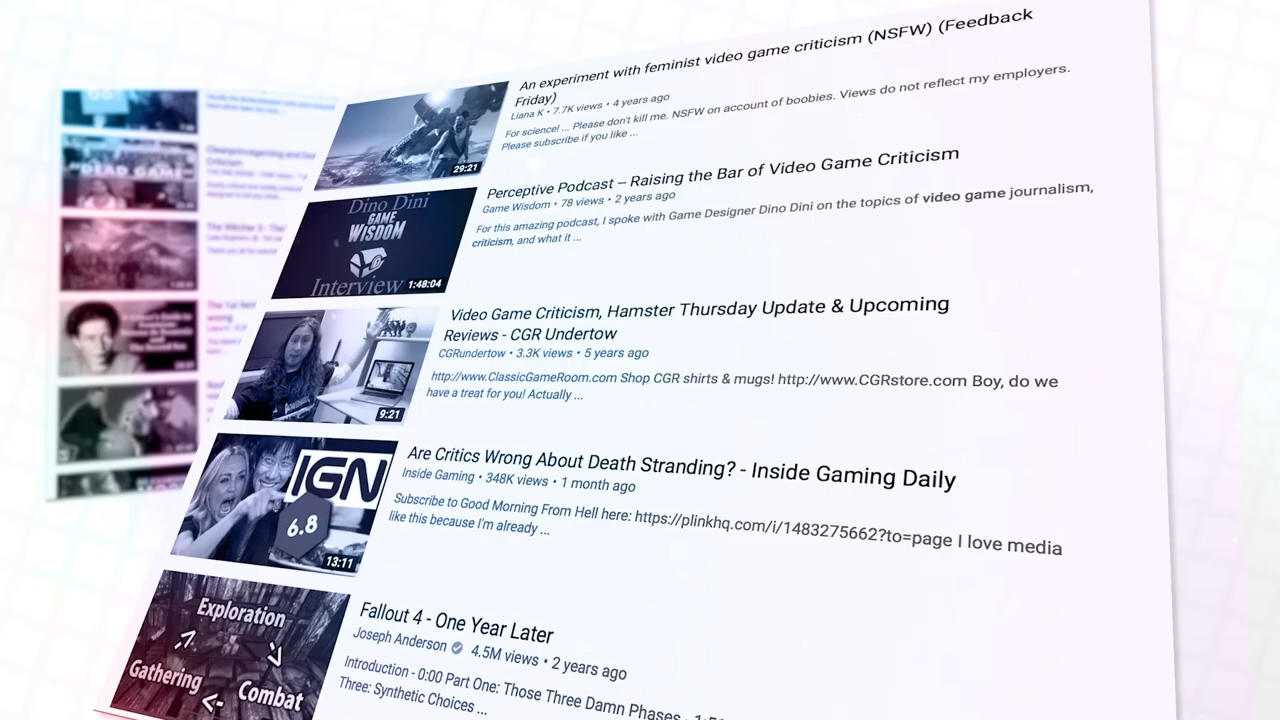 An experiment with feminist video game criticism (NSFW) (Feedback
Friday)
Liana K • 7.7K views • 4 years ago
For science! ... Please don't kill me. NSFW on account of boobies. Views do not reflect my employers.
Please subscribe if you like ...
29:21
Perceptive Podcast – Raising the Bar of Video Game Criticism
Game Wisdom • 78 views • 2 years ago
For this amazing podcast, I spoke with Game Designer Dino Dini on the topics of video game journalism,
criticism, and what it ...
Dino Dini
GAME
WISDOM
Interview
1:48:04
Video Game Criticism, Hamster Thursday Update & Upcoming
Reviews - CGR Undertow
CGRundertow • 3.3K views • 5 years ago
http://www.ClassicGameRoom.com Shop CGR shirts & mugs! http://www.CGRstore.com Boy, do we
have a treat for you! Actually ...
9:21
Are Critics Wrong About Death Stranding? - Inside Gaming Daily
Inside Gaming • 348K views • 1 month ago
Subscribe to Good Morning From Hell here: https://plinkhq.com/i/1483275662?to=page I love media
like this because I'm already ...
IGN
6.8
13:11
Fallout 4 - One Year Later
Joseph Anderson 4.5M views • 2 years ago
Introduction - 0:00 Part One: Those Three Damn Phases
Three: Synthetic Choices ...
Exploration
Gathering
Combat
"DEAD GAME"